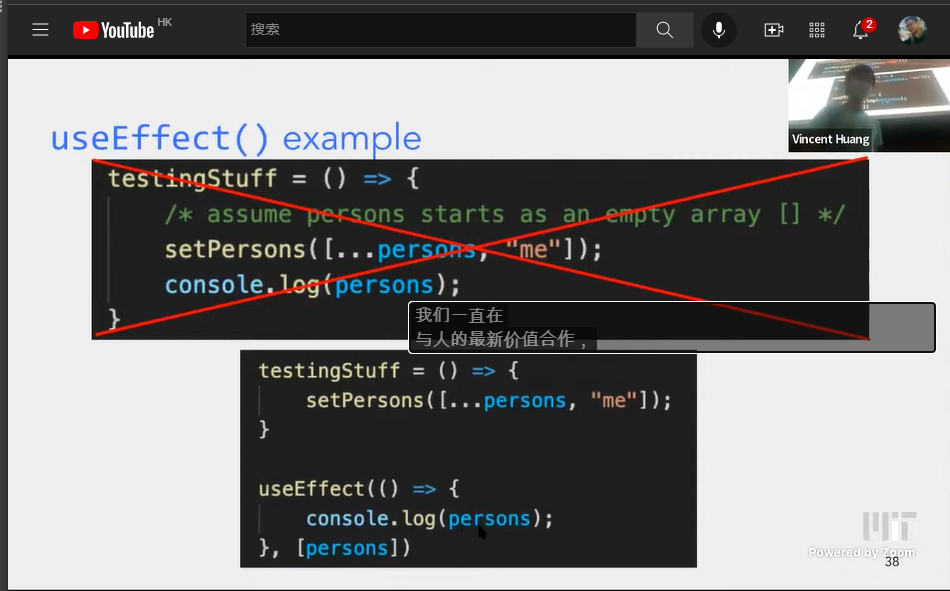 YouTube HK
搜索
2
Vincent Huang
useEffect() example
testingStuff = () => {
/* assume persons starts as an empty array [] */
setPersons([...persons, "me"]);
console.log(persons);
}
我们一直在
与人的最新价值合作，
testingStuff = () => {
setPersons([...persons, "me"]);
}
useEffect(() => {
console.log(persons);
}, [persons])
MIT
Powered by Zoom
38